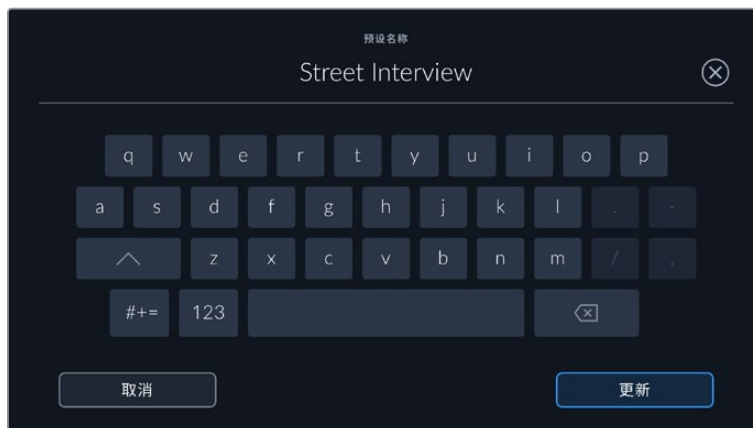 预设名称
Street Interview
q w e r t y u i o p
a s d f g h j k l . -
z x c v b n m / ,
#+= 123
取消 更新